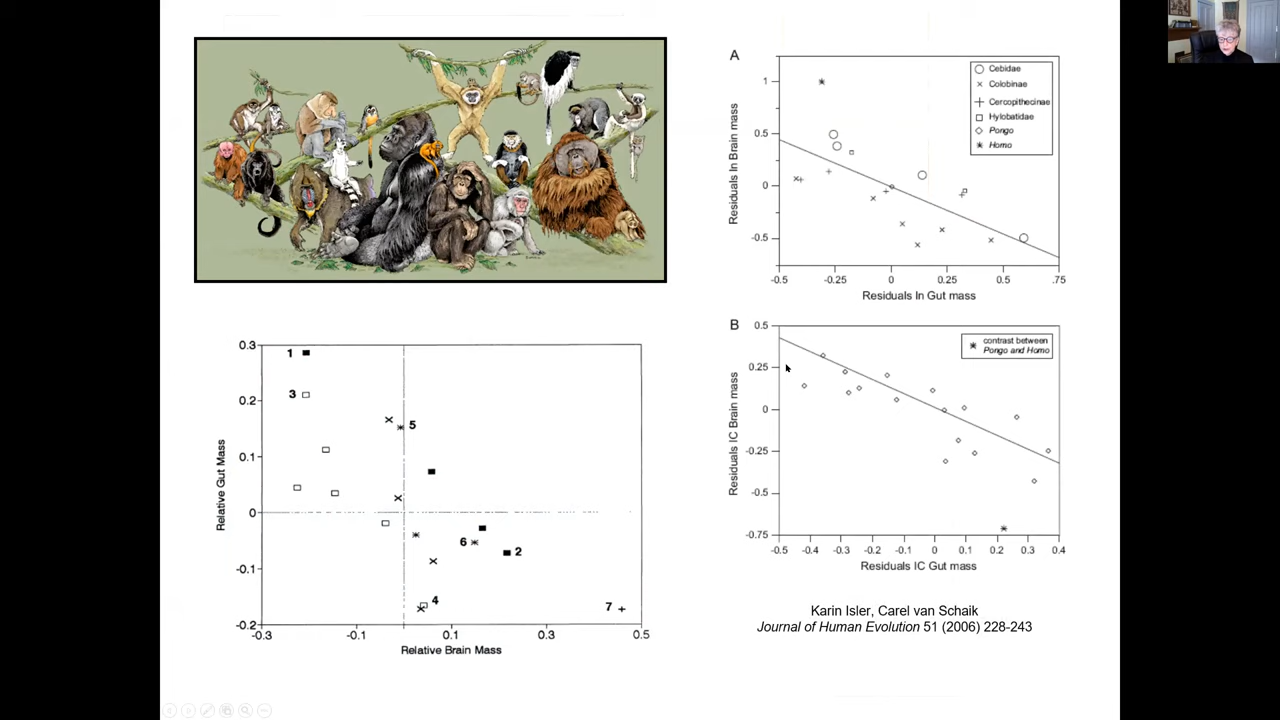 A
Cebidae
Colobinae
Cercopithecinae
Hylobatidae
Pongo
Homo
1
0.5
0
-0.5
Residuals ln Brain mass
-0.5
-0.25
0
0.25
0.5
.75
Residuals ln Gut mass
0.3
0.2
0.1
0
-0.1
-0.2
Relative Gut Mass
1
3
5
6
2
4
7
-0.3
-0.1
0.1
0.3
0.5
Relative Brain Mass
B
contrast between
Pongo and Homo
0.5
0.25
0
-0.25
-0.5
-0.75
Residuals IC Brain mass
-0.5
-0.4
-0.3
-0.2
-0.1
0
0.1
0.2
0.3
0.4
Residuals IC Gut mass
Karin Isler, Carel van Schaik
Journal of Human Evolution 51 (2006) 228-243